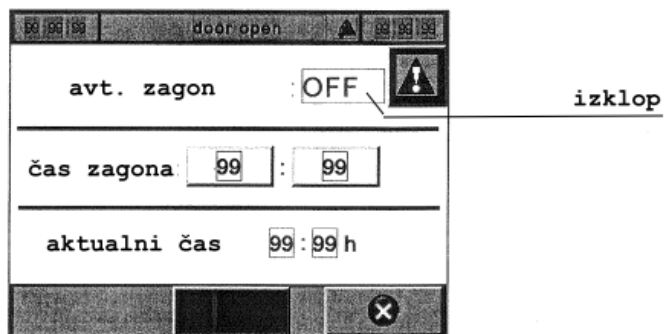 99 99 99 door open 99 99 99
avt. zagon : OFF
izklop
čas zagona: 99 : 99
aktualni čas 99 : 99 h